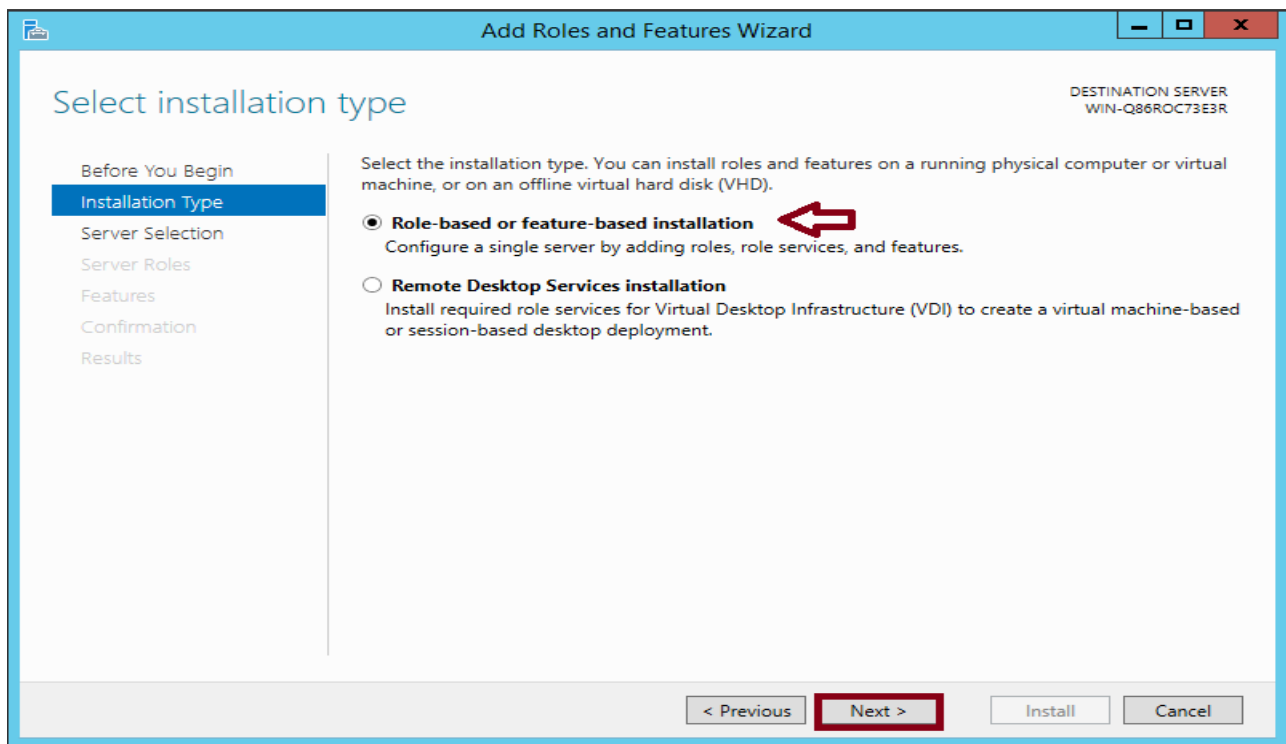 Add Roles and Features Wizard
Select installation type
DESTINATION SERVER
WIN-Q86ROC73E3R
Before You Begin
Installation Type
Server Selection
Server Roles
Features
Confirmation
Results
Select the installation type. You can install roles and features on a running physical computer or virtual
machine, or on an offline virtual hard disk (VHD).
Role-based or feature-based installation
Configure a single server by adding roles, role services, and features.
Remote Desktop Services installation
Install required role services for Virtual Desktop Infrastructure (VDI) to create a virtual machine-based
or session-based desktop deployment.
< Previous
Next >
Install
Cancel